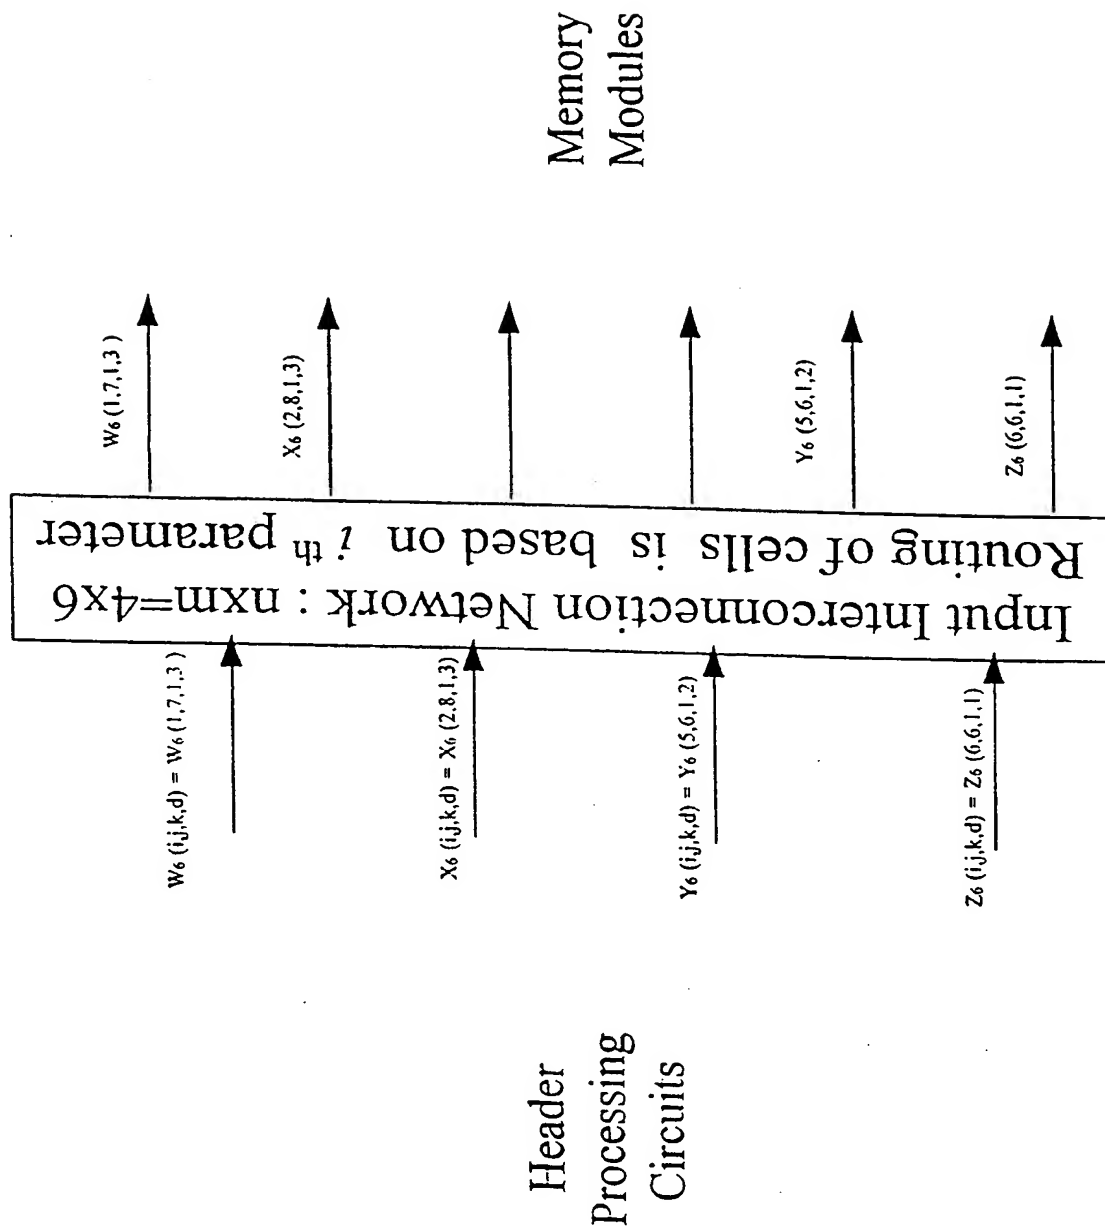 Header
Processing
Circuits
W6 (i,j,k,d) = W6 (1,7,1,3 )
X6 (i,j,k,d) = X6 (2,8,1,3)
Y6 (i,j,k,d) = Y6 (5,6,1,2)
Z6 (i,j,k,d) = Z6 (6,6,1,1)
Input Interconnection Network : nxm=4x6
Routing of cells is based on i th parameter
W6 (1,7,1,3 )
X6 (2,8,1,3)
Y6 (5,6,1,2)
Z6 (6,6,1,1)
Memory
Modules